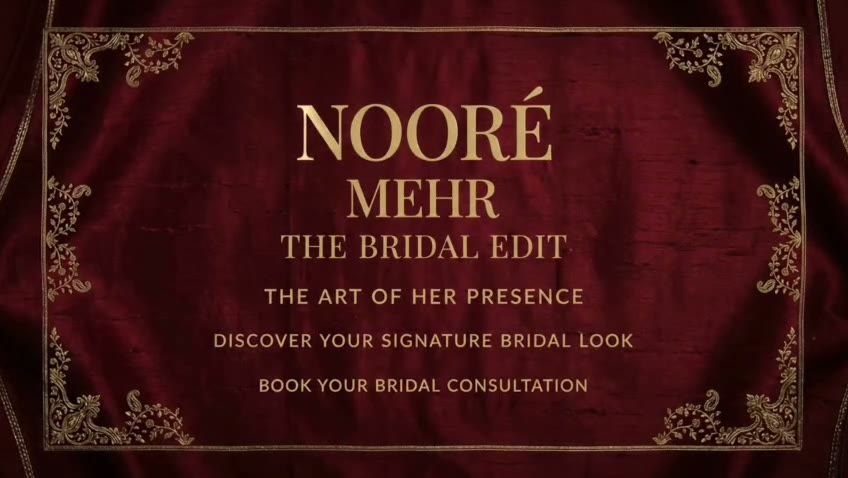 NOORÉ
MEHR
THE BRIDAL EDIT
THE ART OF HER PRESENCE
DISCOVER YOUR SIGNATURE BRIDAL LOOK
BOOK YOUR BRIDAL CONSULTATION